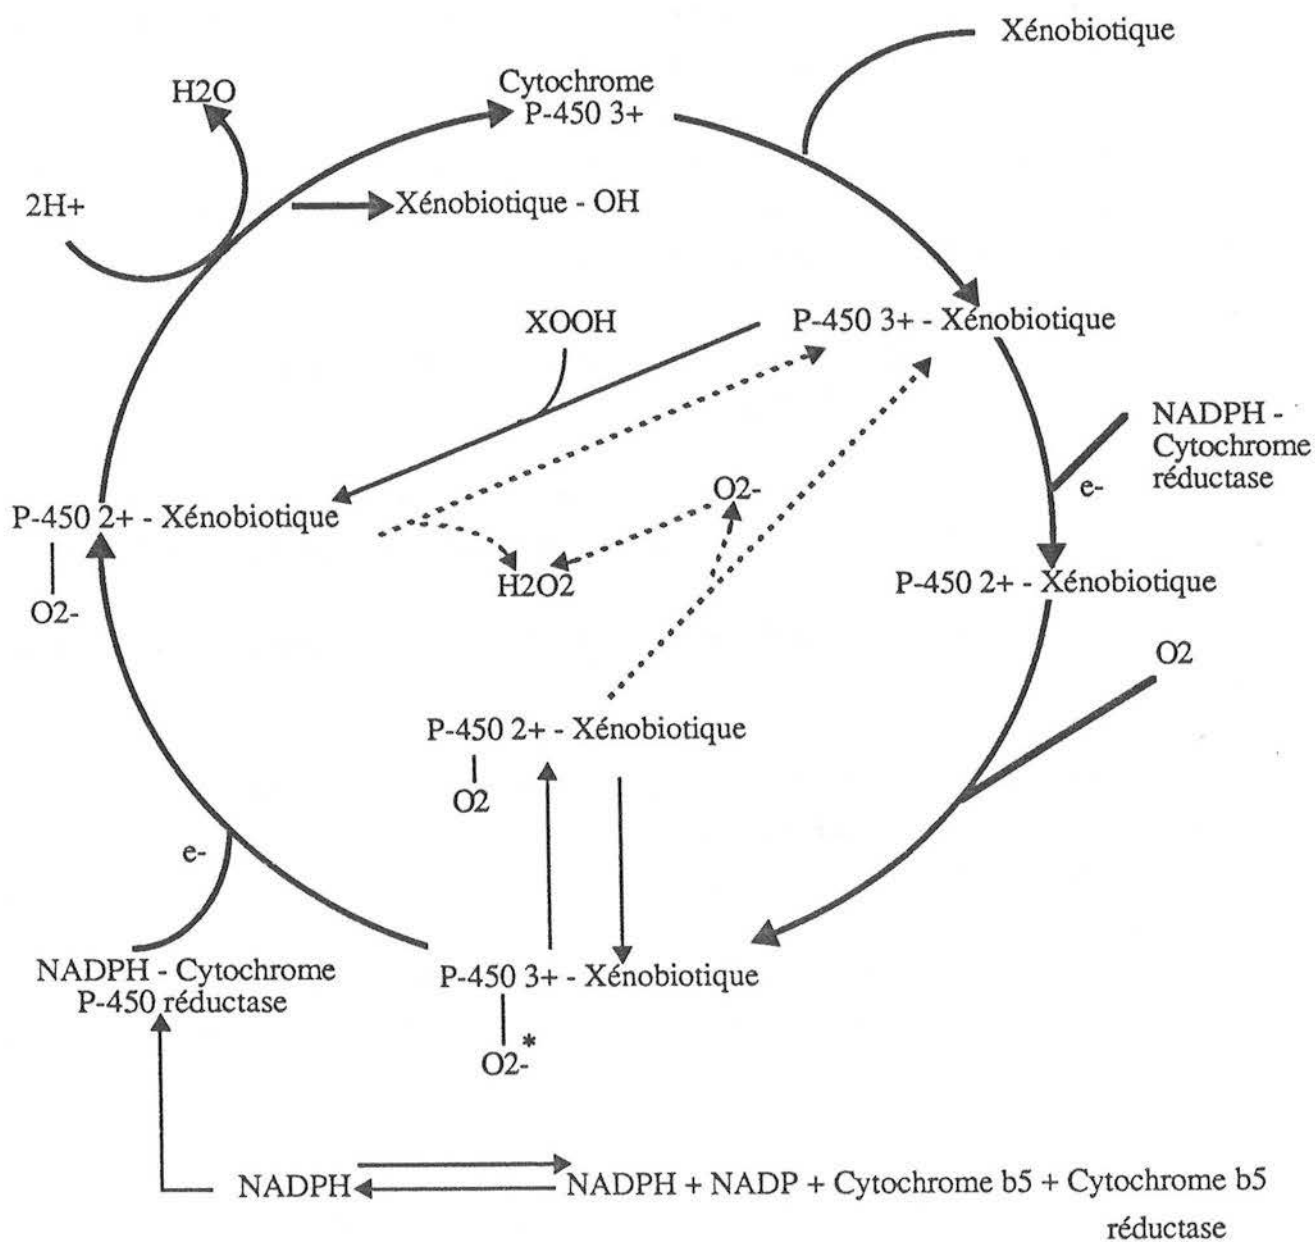 Xénobiotique
Cytochrome
P-450 3+
H2O
2H+
Xénobiotique - OH
XOOH
P-450 3+ - Xénobiotique
NADPH -
Cytochrome
réductase
e-
O2-
P-450 2+ - Xénobiotique
O2-
H2O2
P-450 2+ - Xénobiotique
O2
P-450 2+ - Xénobiotique
O2
e-
NADPH - Cytochrome
P-450 réductase
P-450 3+ - Xénobiotique
O2-*
NADPH
NADPH + NADP + Cytochrome b5 + Cytochrome b5
réductase